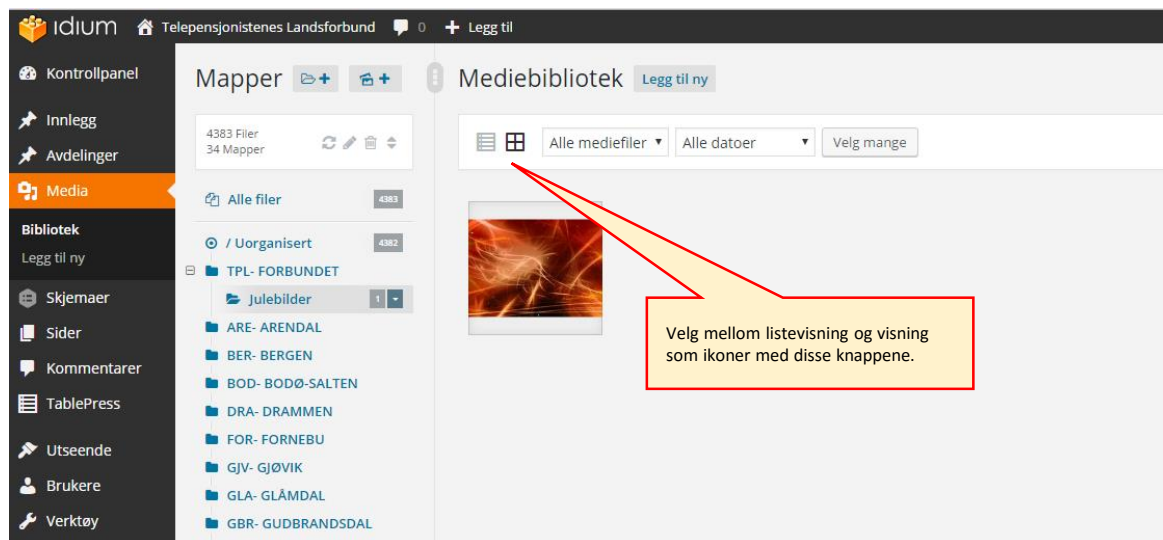 idium Telepensjonistenes Landsforbund 0 + Legg til
Kontrollpanel
Innlegg
Avdelinger
Media
Bibliotek
Legg til ny
Skjemaer
Sider
Kommentarer
TablePress
Utseende
Brukere
Verktøy
Mapper
4383 Filer
34 Mapper
Alle filer 4383
/ Uorganisert 4382
TPL- FORBUNDET
Julebilder 1
ARE- ARENDAL
BER- BERGEN
BOD- BODØ-SALTEN
DRA- DRAMMEN
FOR- FORNEBU
GJV- GJØVIK
GLA- GLÅMDAL
GBR- GUDBRANDSDAL
Mediebibliotek Legg til ny
Alle mediefiler Alle datoer Velg mange
Velg mellom listevisning og visning
som ikoner med disse knappene.